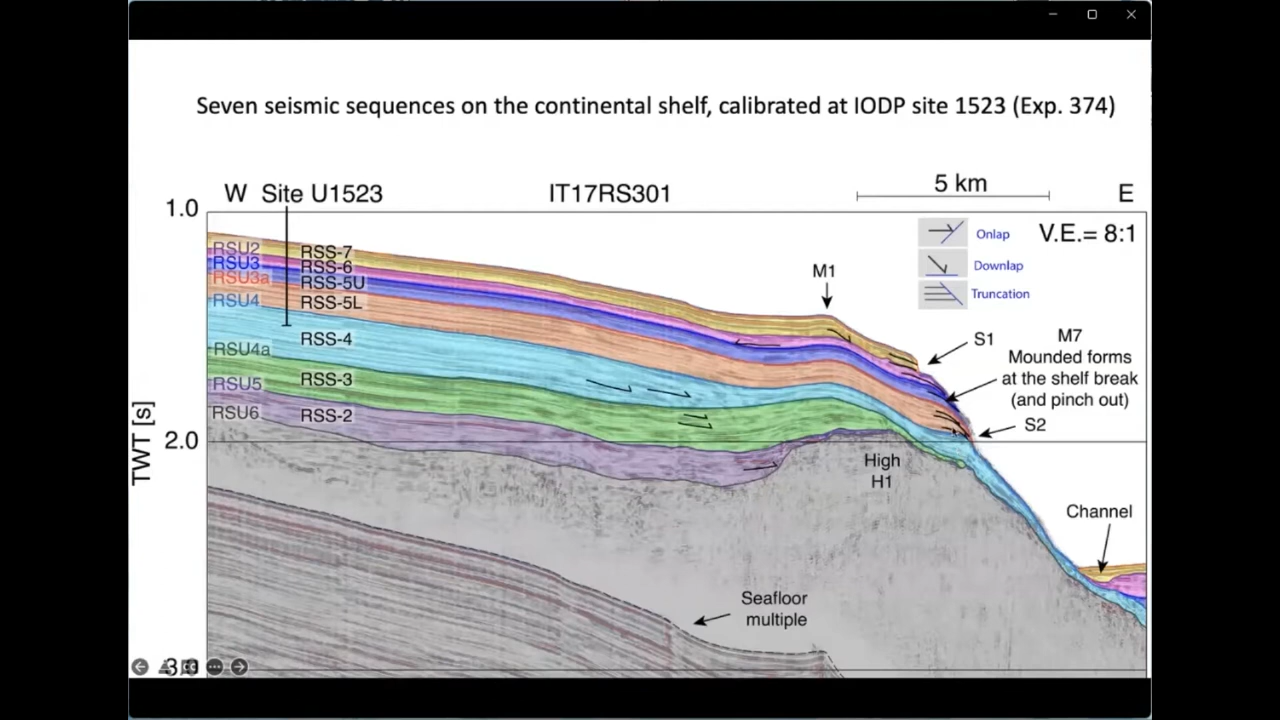 Seven seismic sequences on the continental shelf, calibrated at IODP site 1523 (Exp. 374)
W Site U1523 IT17RS301 5 km E
1.0
Onlap
V.E.= 8:1
Downlap
Truncation
M1
RSU2
RSU3
RSU3a
RSU4
RSU4a
RSU5
RSU6
RSS-7
RSS-6
RSS-5U
RSS-5L
RSS-4
RSS-3
RSS-2
S1
M7
Mounded forms
at the shelf break
(and pinch out)
S2
TWT [s]
2.0
High
H1
Channel
Seafloor
multiple